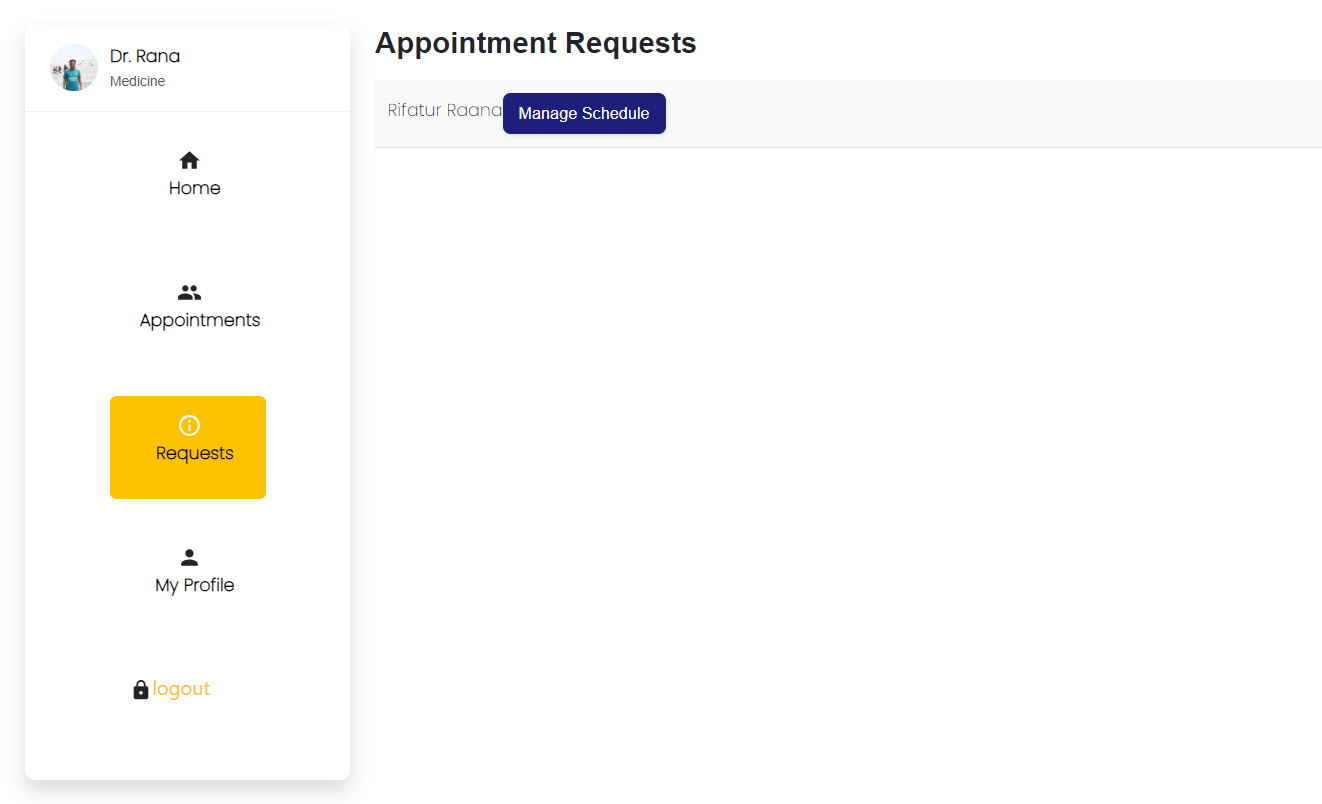 Dr. Rana
Medicine
Home
Appointments
Requests
My Profile
logout
Appointment Requests
Rifatur Raana Manage Schedule